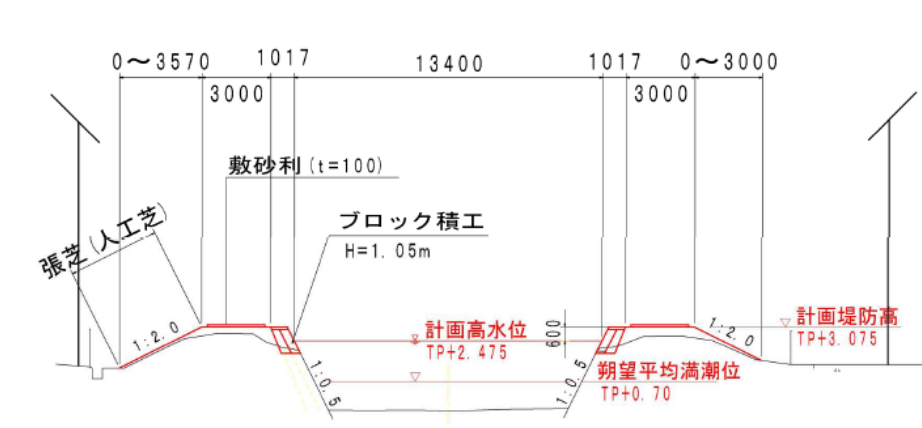 0～3570
1017
13400
1017
0～3000
3000
3000
敷砂利(t=100)
張芝(人工芝)
ブロック積工
H=1.05m
1:2.0
計画高水位
TP+2.475
600
1:2.0
計画堤防高
TP+3.075
1:0.5
1:0.5
朔望平均満潮位
TP+0.70